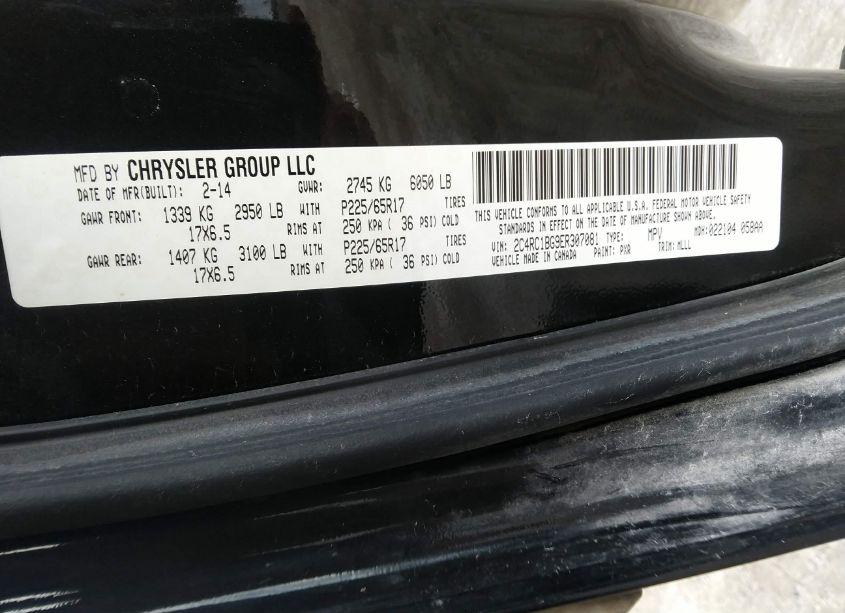 MFD BY CHRYSLER GROUP LLC
DATE OF MFR(BUILT): 2-14 GVWR: 2745 KG 6050 LB
GAWR FRONT: 1339 KG 2950 LB WITH P225/65R17 TIRES
17X6.5 RIMS AT 250 KPA ( 36 PSI) COLD
GAWR REAR: 1407 KG 3100 LB WITH P225/65R17 TIRES
17X6.5 RIMS AT 250 KPA ( 36 PSI) COLD
THIS VEHICLE CONFORMS TO ALL APPLICABLE U.S.A. FEDERAL MOTOR VEHICLE SAFETY
STANDARDS IN EFFECT ON THE DATE OF MANUFACTURE SHOWN ABOVE.
VIN: 2C4RC1BG9ER307081 TYPE: MPV MDH:022104 058AA
VEHICLE MADE IN CANADA PAINT: PXR TRIM: MLLL